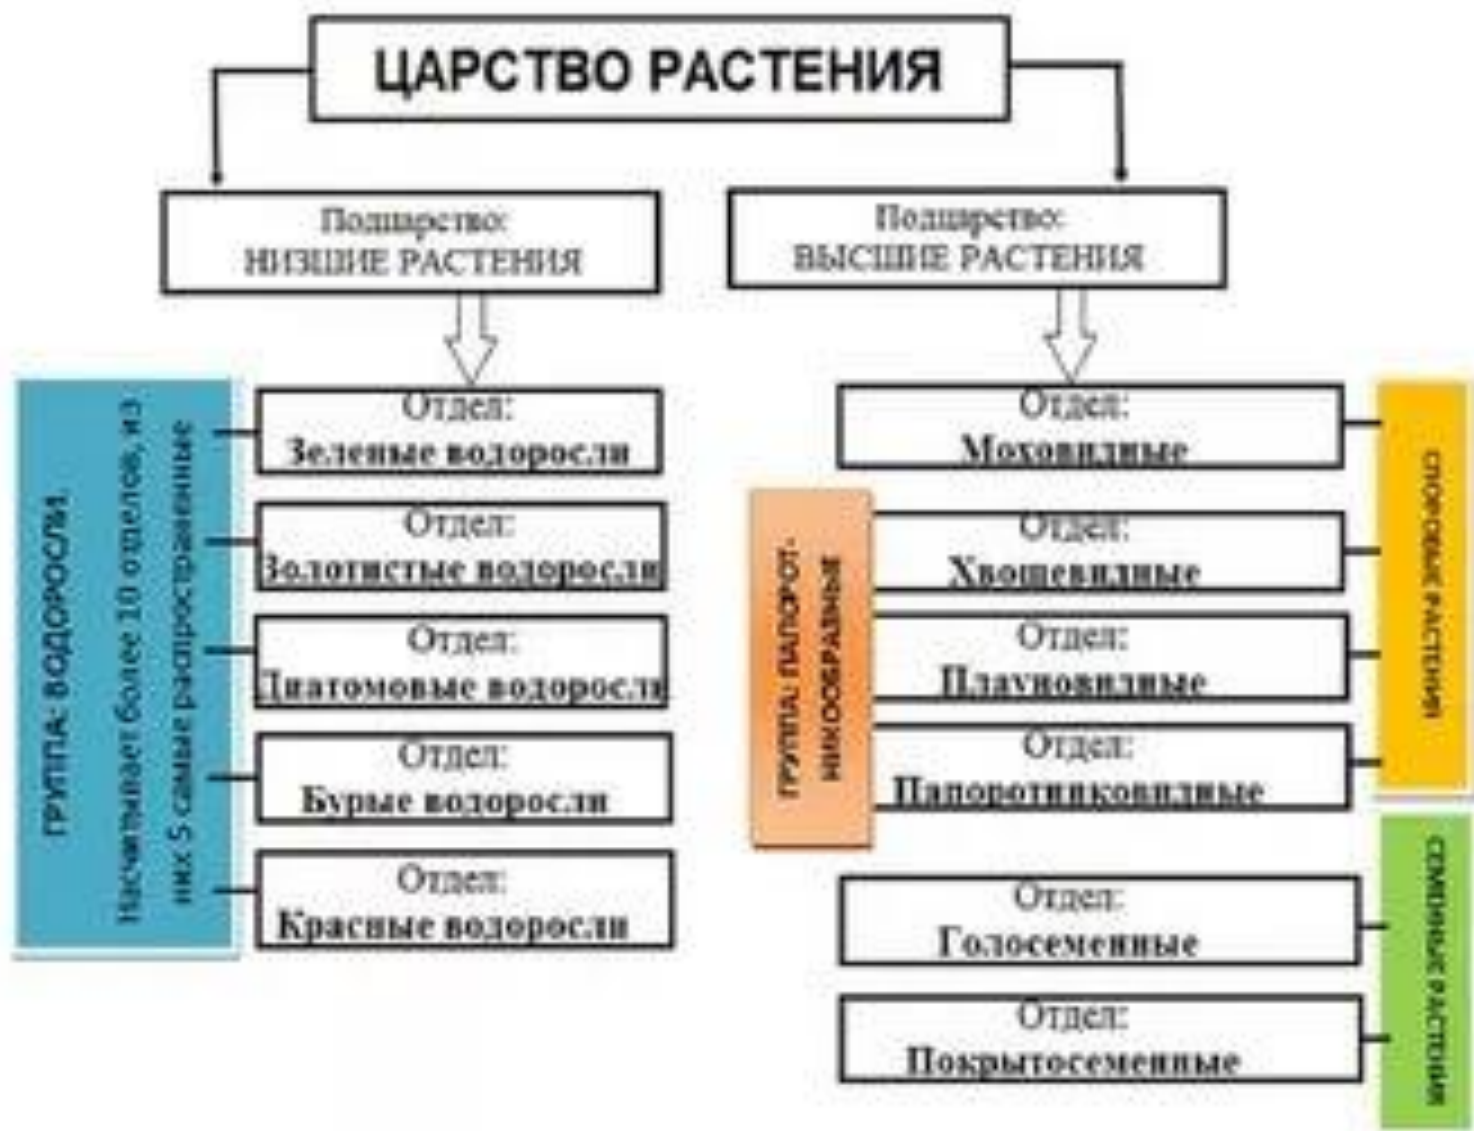 ЦАРСТВО РАСТЕНИЯ
Подцарство:
НИЗШИЕ РАСТЕНИЯ
Подцарство:
ВЫСШИЕ РАСТЕНИЯ
ГРУППА: ВОДОРОСЛИ.
Насчитывает более 10 отделов, из
них 5 самые распространенные
Отдел:
Зеленые водоросли
Отдел:
Золотистые водоросли
Отдел:
Диатомовые водоросли
Отдел:
Бурые водоросли
Отдел:
Красные водоросли
Отдел:
Моховидные
ГРУППА: ПАПОРОТ-
НИКООБРАЗНЫЕ
Отдел:
Хвощевидные
Отдел:
Плауновидные
Отдел:
Папоротниковидные
СПОРОВЫЕ РАСТЕНИЯ
Отдел:
Голосеменные
Отдел:
Покрытосеменные
СЕМЕННЫЕ РАСТЕНИЯ